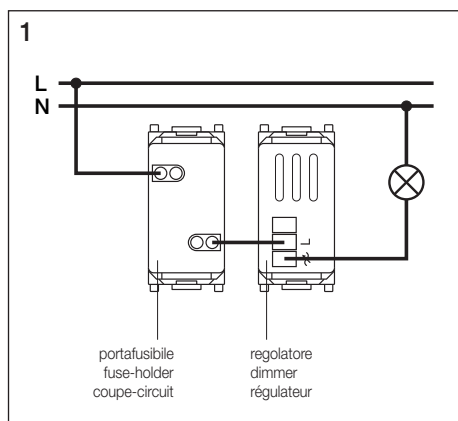 1
L
N
L
portafusibile
fuse-holder
coupe-circuit
regolatore
dimmer
régulateur